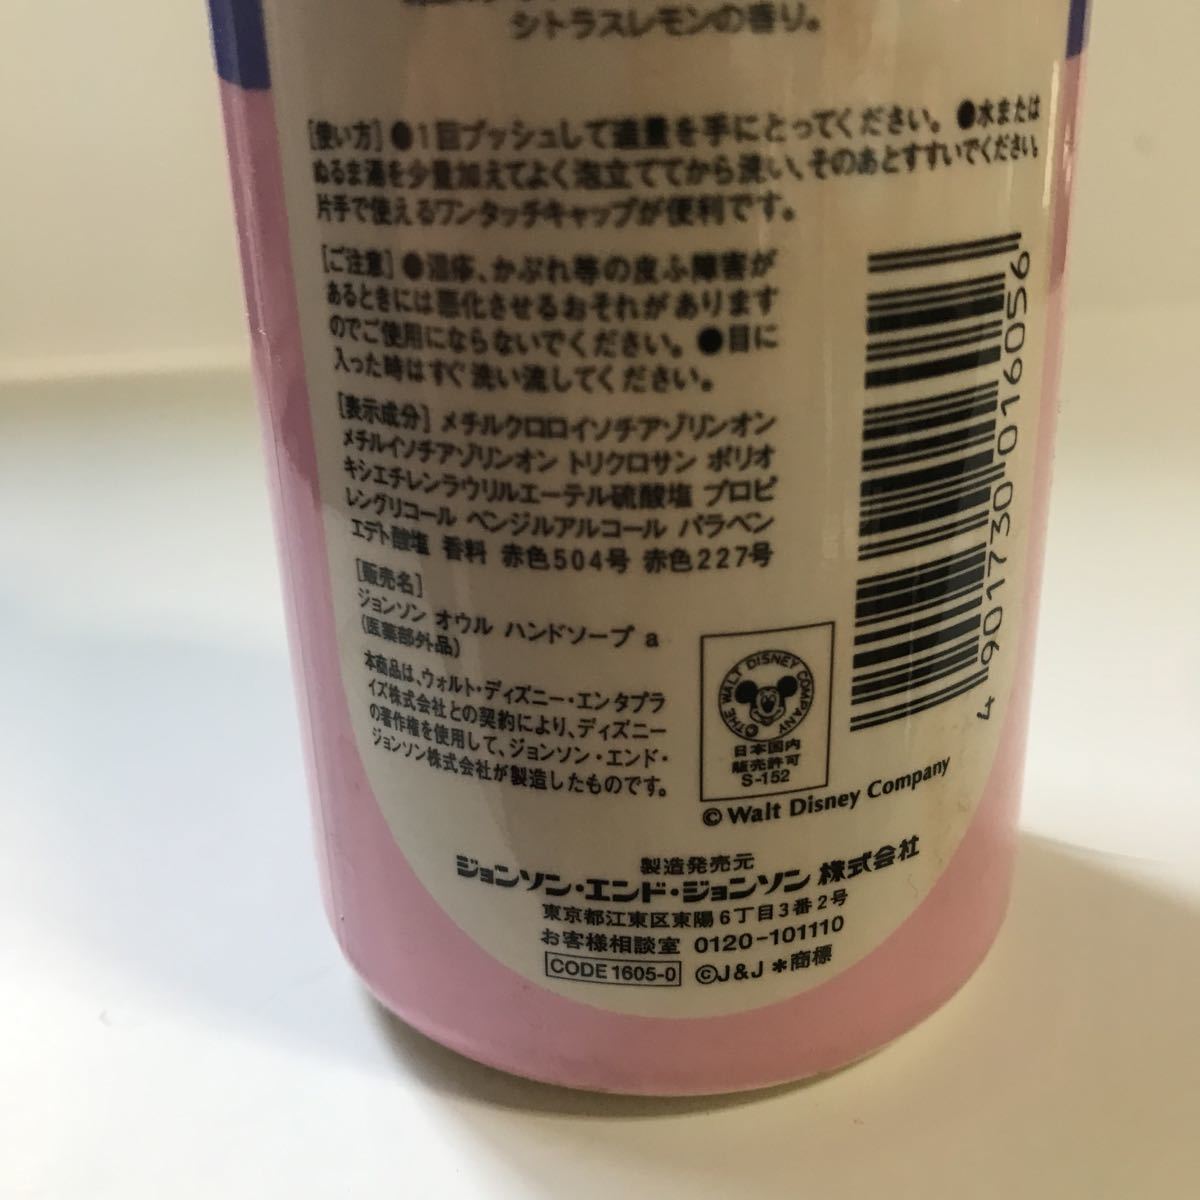 シトラスレモンの香り。
[使い方] ●1回プッシュして適量を手にとってください。●水または
ぬるま湯を少量加えてよく泡立ててから洗い、そのあとすすいでください。
片手で使えるワンタッチキャップが便利です。
[ご注意] ●湿疹、かぶれ等の皮ふ障害が
あるときには悪化させるおそれがあります
のでご使用にならないでください。●目に
入った時はすぐ洗い流してください。
[表示成分] メチルクロロイソチアゾリンオン
メチルイソチアゾリンオン トリクロサン ポリオ
キシエチレンラウリルエーテル硫酸塩 プロピ
レングリコール ベンジルアルコール パラベン
エデト酸塩 香料 赤色504号 赤色227号
[販売名]
ジョンソン オウル ハンドソープ a
(医薬部外品)
本商品は、ウォルト・ディズニー・エンタプラ
イズ株式会社との契約により、ディズニー
の著作権を使用して、ジョンソン・エンド・
ジョンソン株式会社が製造したものです。
©THE WALT DISNEY COMPANY
日本国内
販売許可
S-152
© Walt Disney Company
4 901730 016056
製造発売元
ジョンソン・エンド・ジョンソン 株式会社
東京都江東区東陽6丁目3番2号
お客様相談室 0120-101110
CODE 1605-0 ©J&J *商標